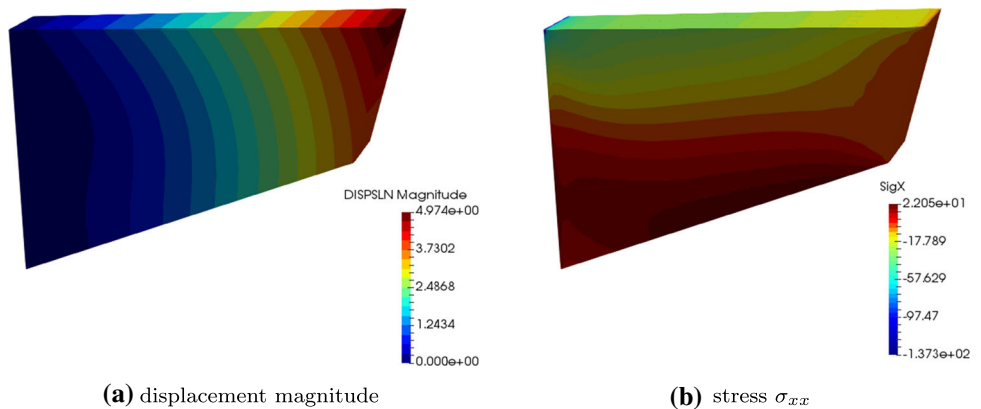 DISPSLN Magnitude
4.974e+00
3.7302
2.4868
1.2434
0.000e+00
SigX
2.205e+01
-17.789
-57.629
-97.47
-1.373e+02
(a) displacement magnitude
(b) stress σxx